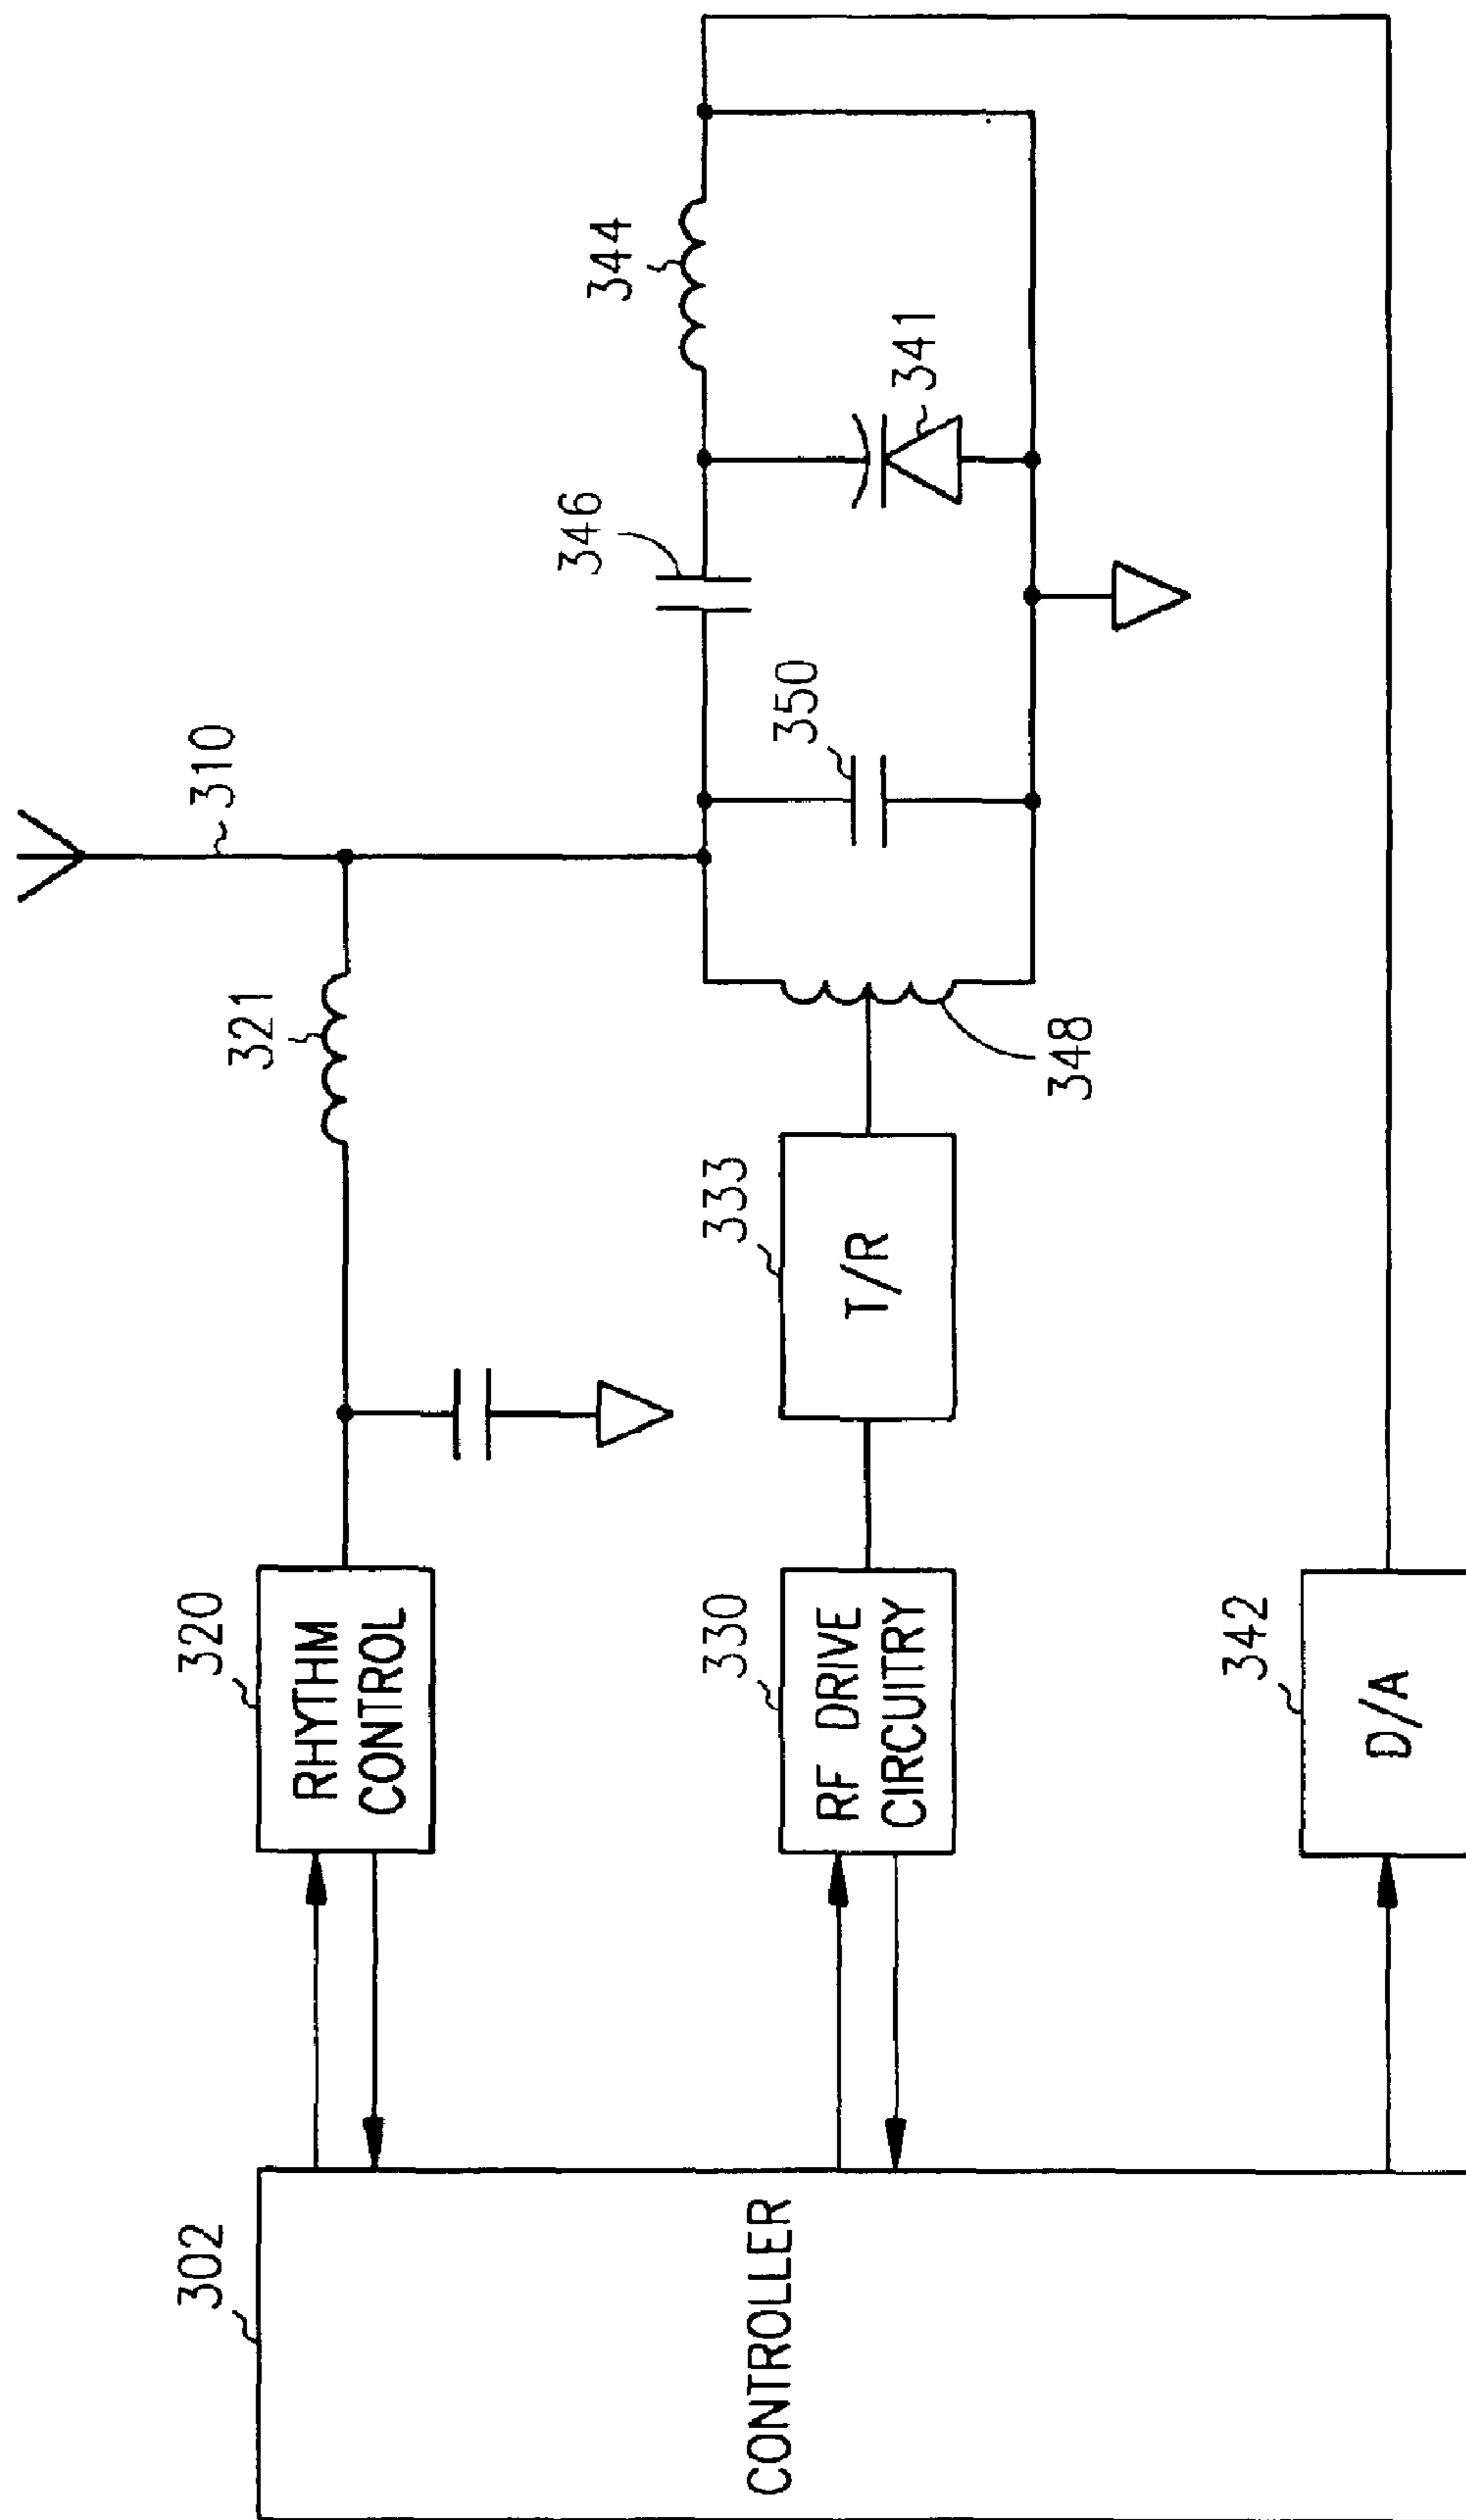 302
CONTROLLER
320
RHYTHM
CONTROL
321
310
330
RF DRIVE
CIRCUITRY
333
T/R
348
350
346
344
341
342
D/A